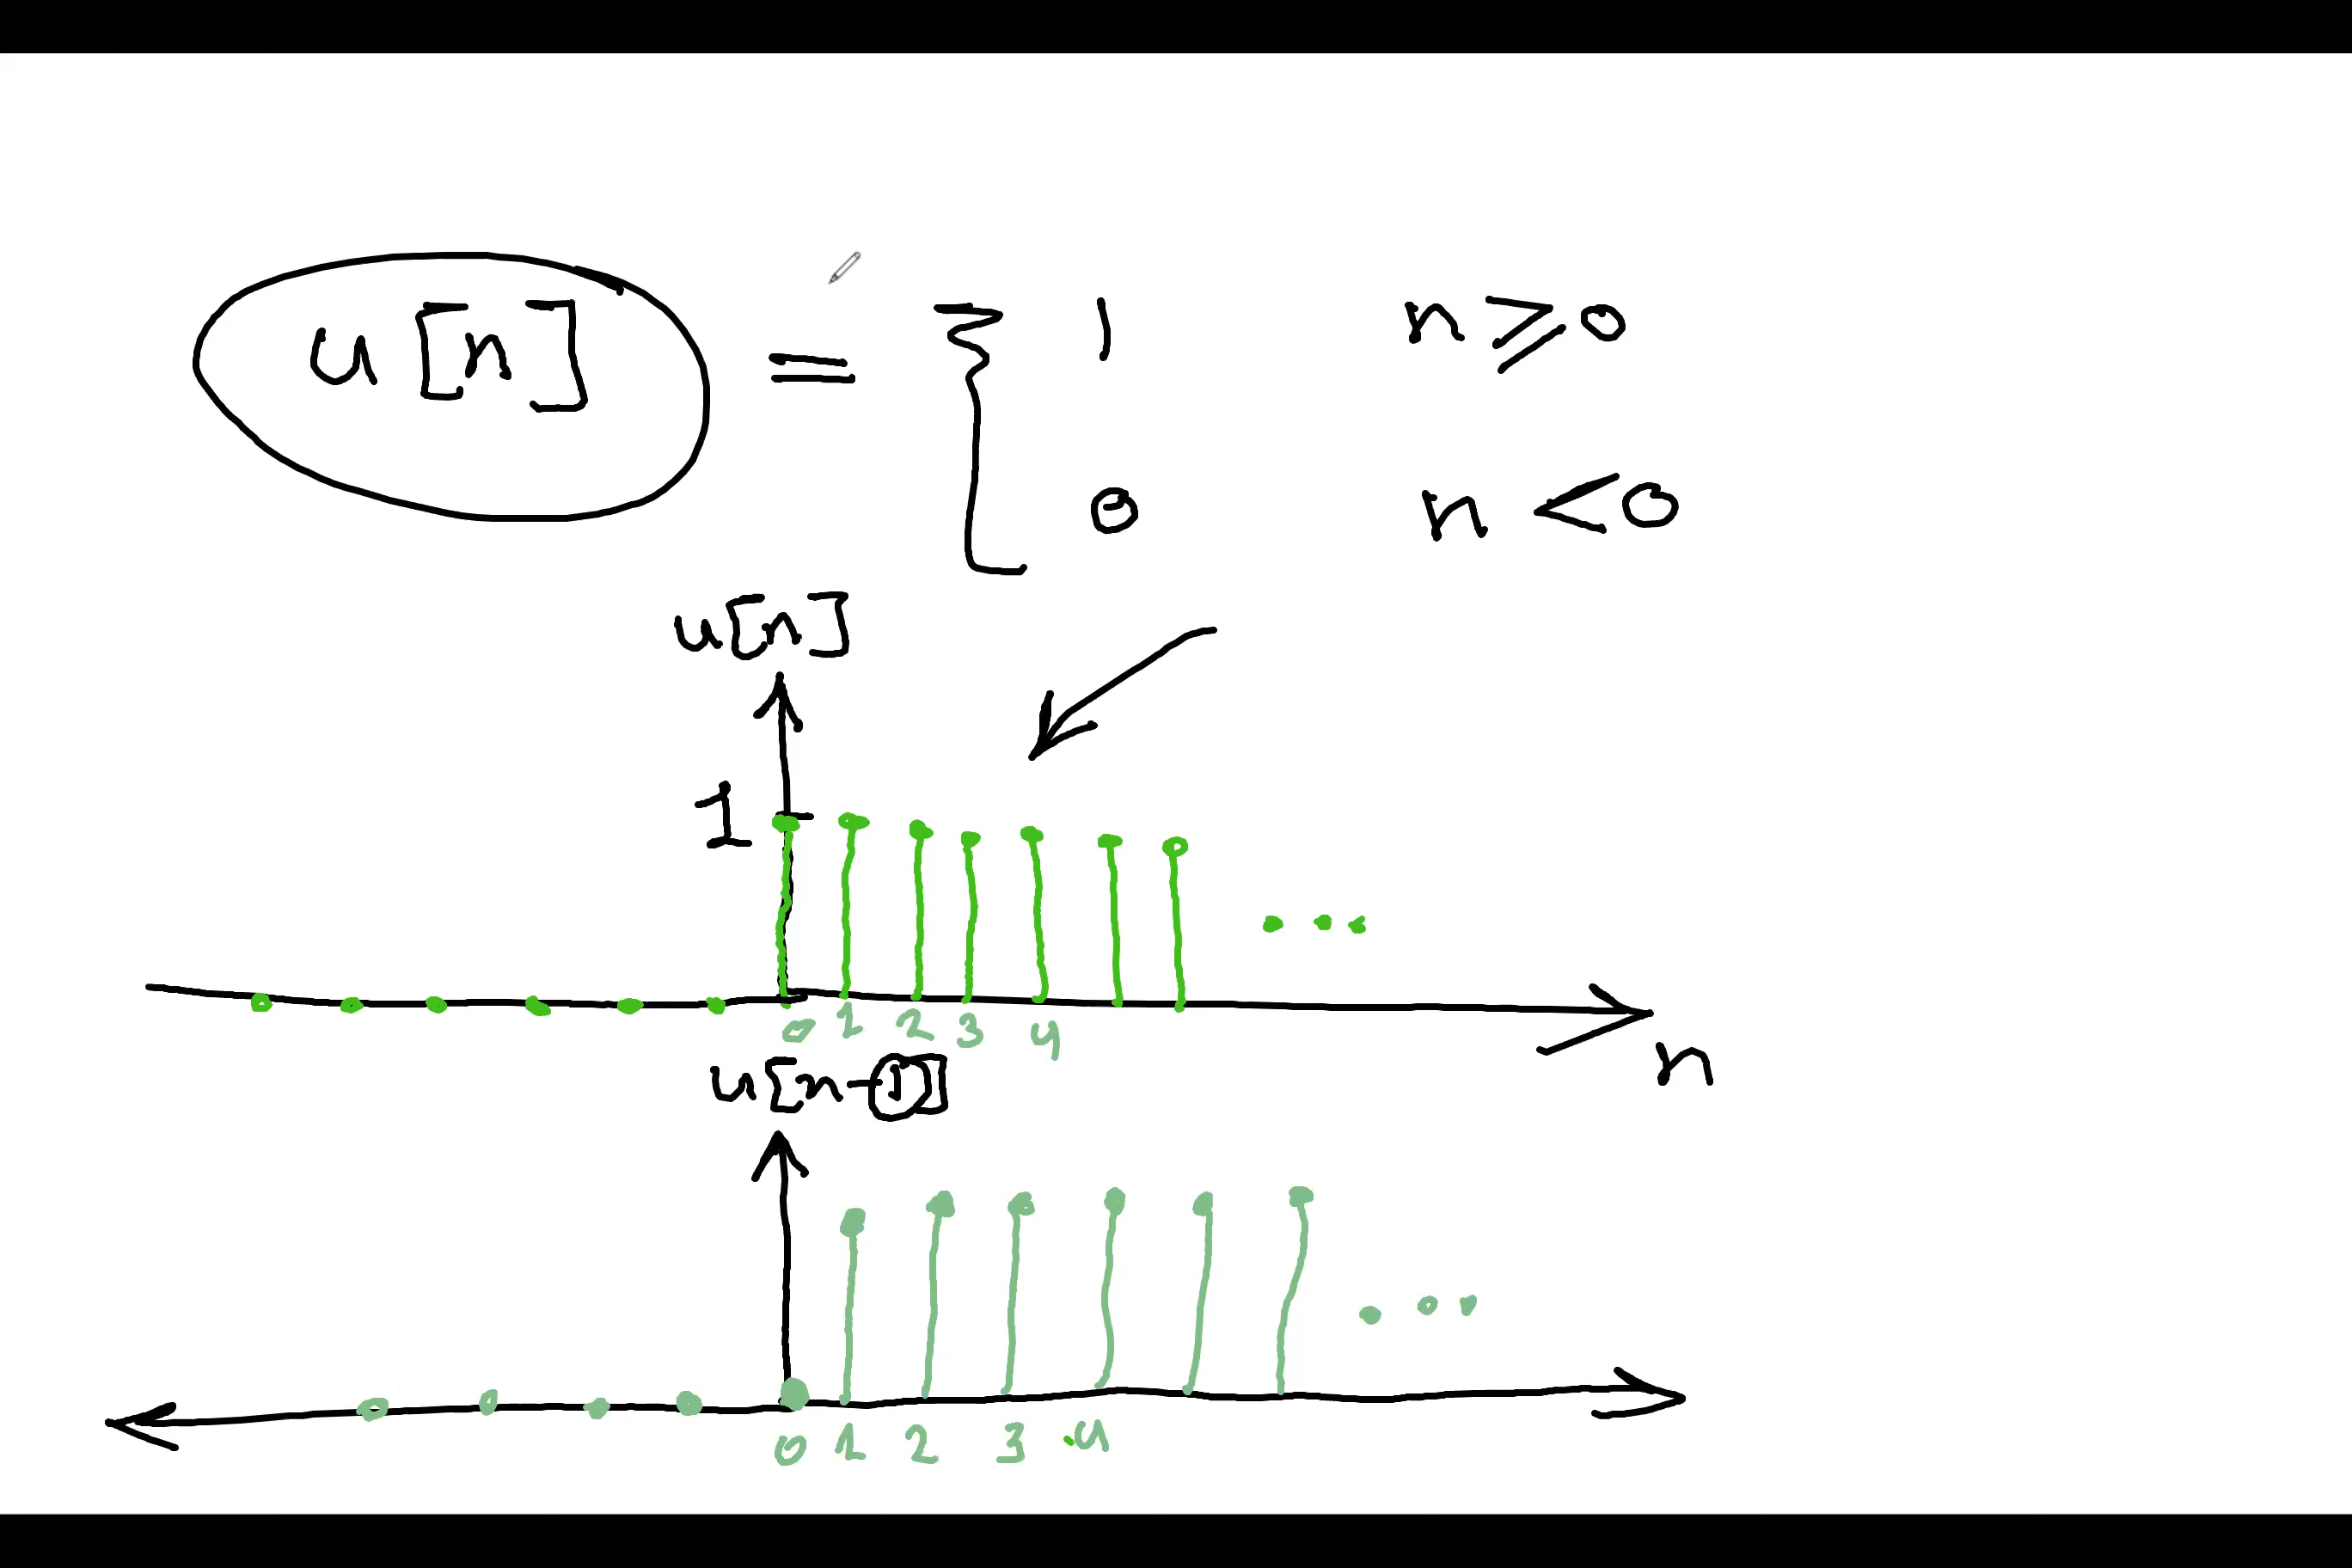 u[n] = { 1 n ≥ 0
0 n < 0
u[n]
1
0 1 2 3 4
n
u[n-1]
0 1 2 3 4